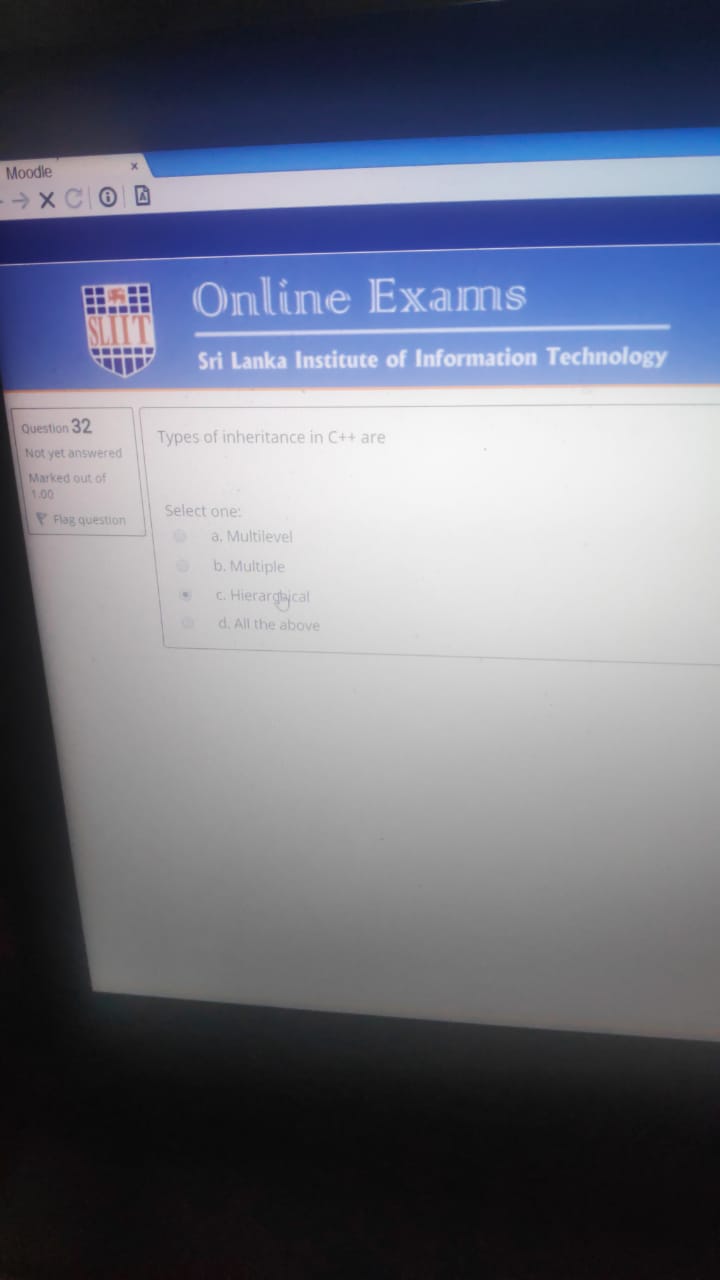 Moodle
Online Exams
SLIIT
Sri Lanka Institute of Information Technology
Question 32
Not yet answered
Marked out of
1.00
Flag question
Types of inheritance in C++ are
Select one:
a. Multilevel
b. Multiple
c. Hierarchical
d. All the above